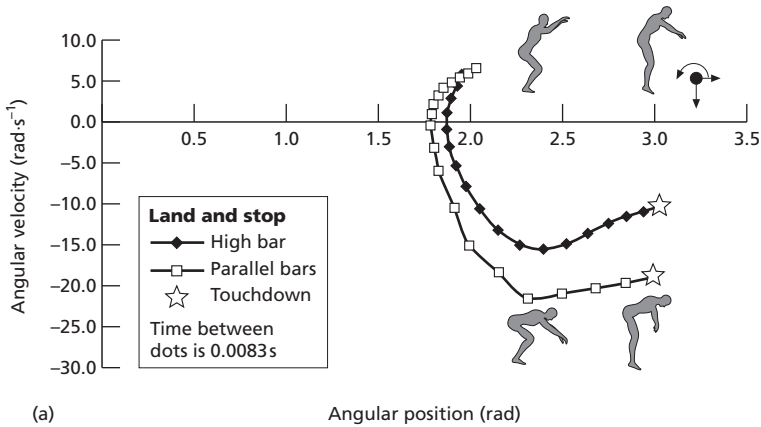 10.0
5.0
0.0
−5.0
−10.0
−15.0
−20.0
−25.0
−30.0
Angular velocity (rad·s⁻¹)
0.5 1.0 1.5 2.0 2.5 3.0 3.5
Land and stop
High bar
Parallel bars
Touchdown
Time between
dots is 0.0083s
(a)
Angular position (rad)